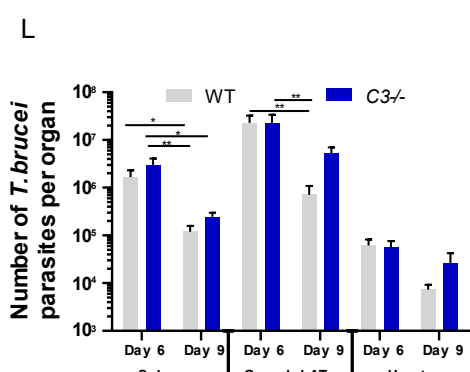 L
WT
C3-/-
Number of T. brucei
parasites per organ
10⁸
10⁷
10⁶
10⁵
10⁴
10³
*
*
**
**
**
Day 6 Day 9 Day 6 Day 9 Day 6 Day 9